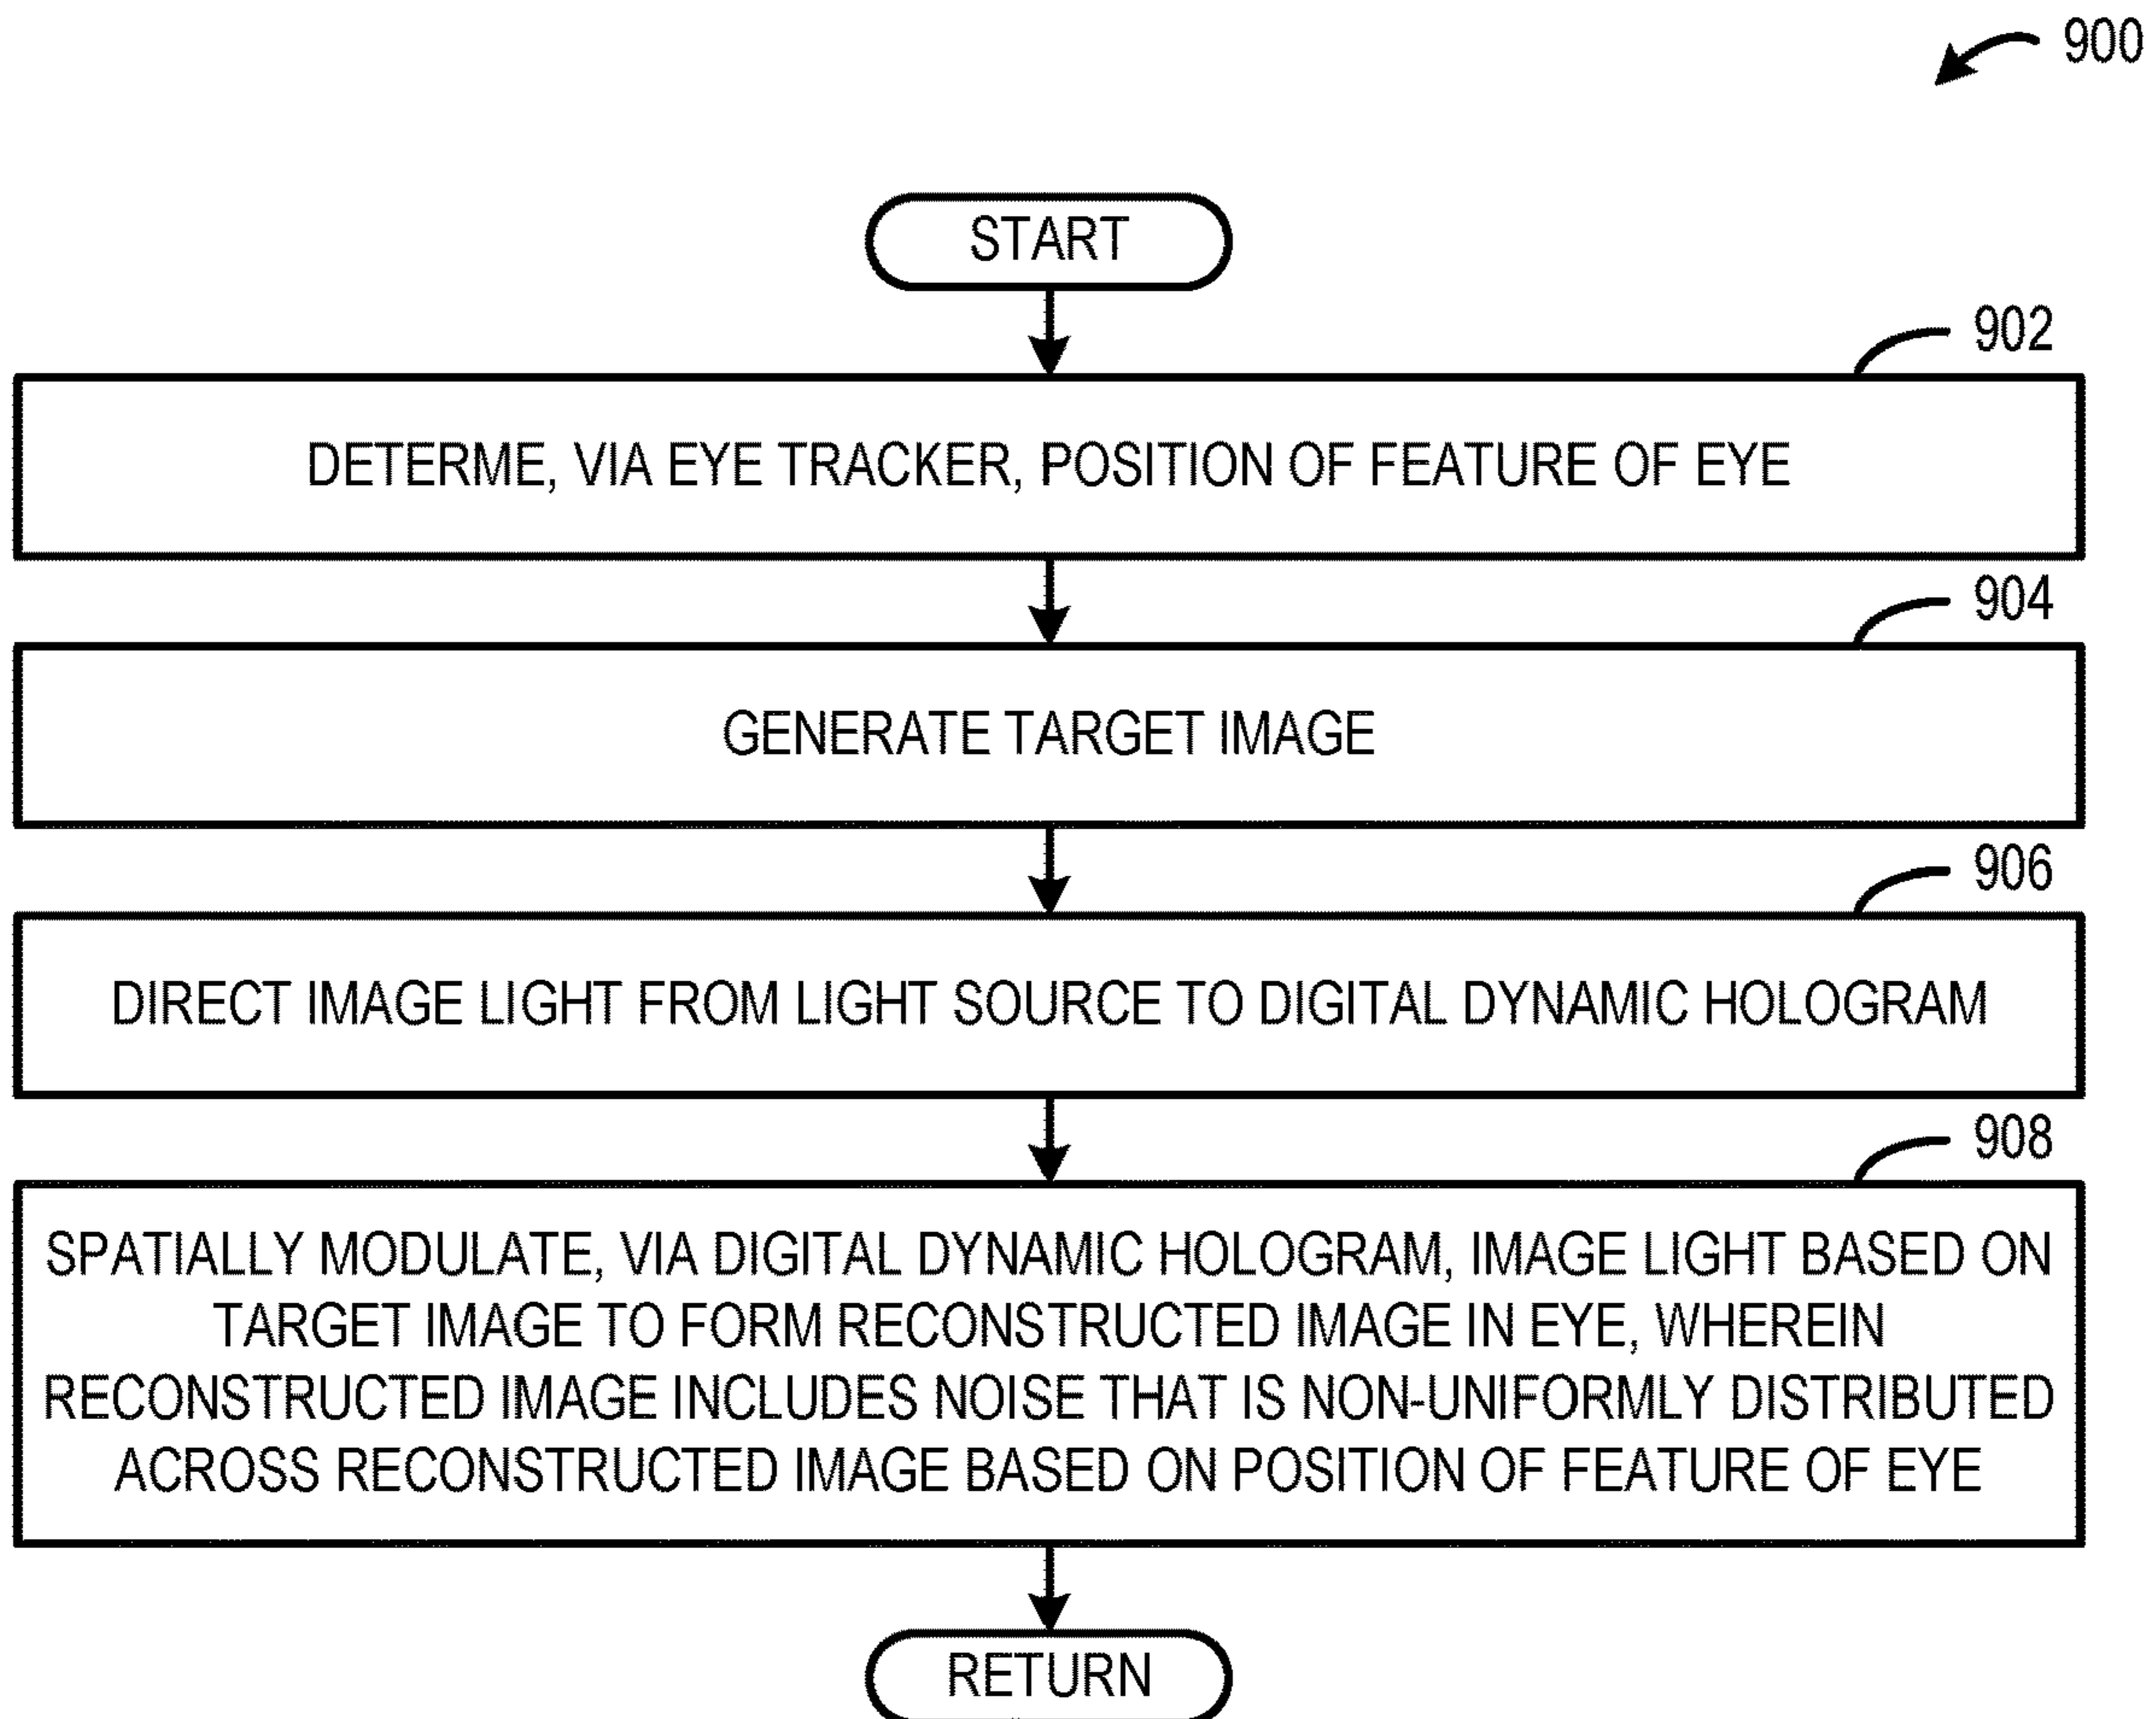 900
START
902
DETERME, VIA EYE TRACKER, POSITION OF FEATURE OF EYE
904
GENERATE TARGET IMAGE
906
DIRECT IMAGE LIGHT FROM LIGHT SOURCE TO DIGITAL DYNAMIC HOLOGRAM
908
SPATIALLY MODULATE, VIA DIGITAL DYNAMIC HOLOGRAM, IMAGE LIGHT BASED ON
TARGET IMAGE TO FORM RECONSTRUCTED IMAGE IN EYE, WHEREIN
RECONSTRUCTED IMAGE INCLUDES NOISE THAT IS NON-UNIFORMLY DISTRIBUTED
ACROSS RECONSTRUCTED IMAGE BASED ON POSITION OF FEATURE OF EYE
RETURN